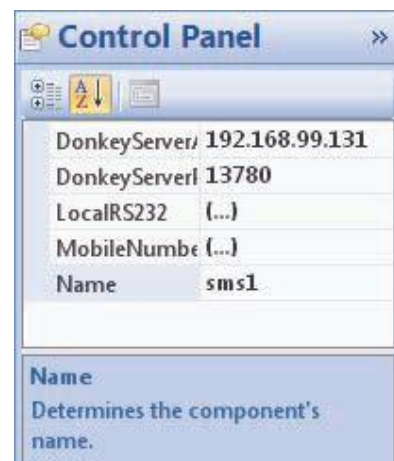 Control Panel »
A Z
DonkeyServerA 192.168.99.131
DonkeyServerI 13780
LocalRS232 (...)
MobileNumbe (...)
Name sms1
Name
Determines the component's
name.